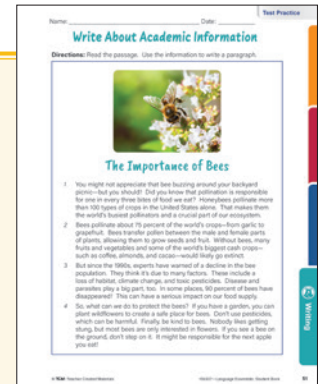 Test Practice
Name: Date:
Write About Academic Information
Directions: Read the passage. Use the information to write a paragraph.
The Importance of Bees
1 You might not appreciate that bee buzzing around your backyard
picnic—but you should! Did you know that pollination is responsible
for one in every three bites of food we eat? Honeybees pollinate more
than 100 types of crops in the United States alone. That makes them
the world's busiest pollinators and a crucial part of our ecosystem.
2 Bees pollinate about 75 percent of the world's crops—from garlic to
grapefruit. Bees transfer pollen between the male and female parts
of plants, allowing them to grow seeds and fruit. Without bees, many
fruits and vegetables and some of the world's biggest cash crops—
such as coffee, almonds, and cacao—would likely go extinct.
3 But since the 1990s, experts have warned of a decline in the bee
population. They think it's due to many factors. These include a
loss of habitat, climate change, and toxic pesticides. Disease and
parasites play a big part, too. In some places, 90 percent of bees have
disappeared! This can have a serious impact on our food supply.
4 So, what can we do to protect the bees? If you have a garden, you can
plant wildflowers to create a safe place for bees. Don't use pesticides,
which can be harmful. Finally, be kind to bees. Nobody likes getting
stung, but most bees are only interested in flowers. If you see a bee on
the ground, don't step on it. It might be responsible for the next apple
you eat!
Writing
Teacher Created Materials
Language Essentials: Student Book